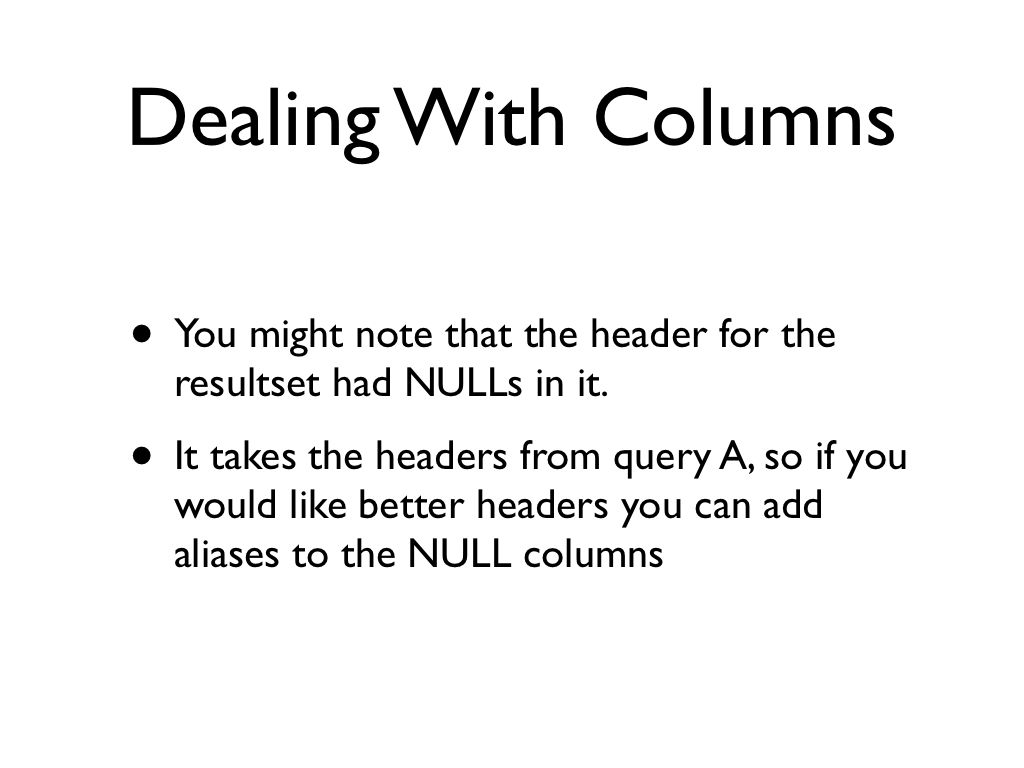 Dealing With Columns
• You might note that the header for the
resultset had NULLs in it.
• It takes the headers from query A, so if you
would like better headers you can add
aliases to the NULL columns